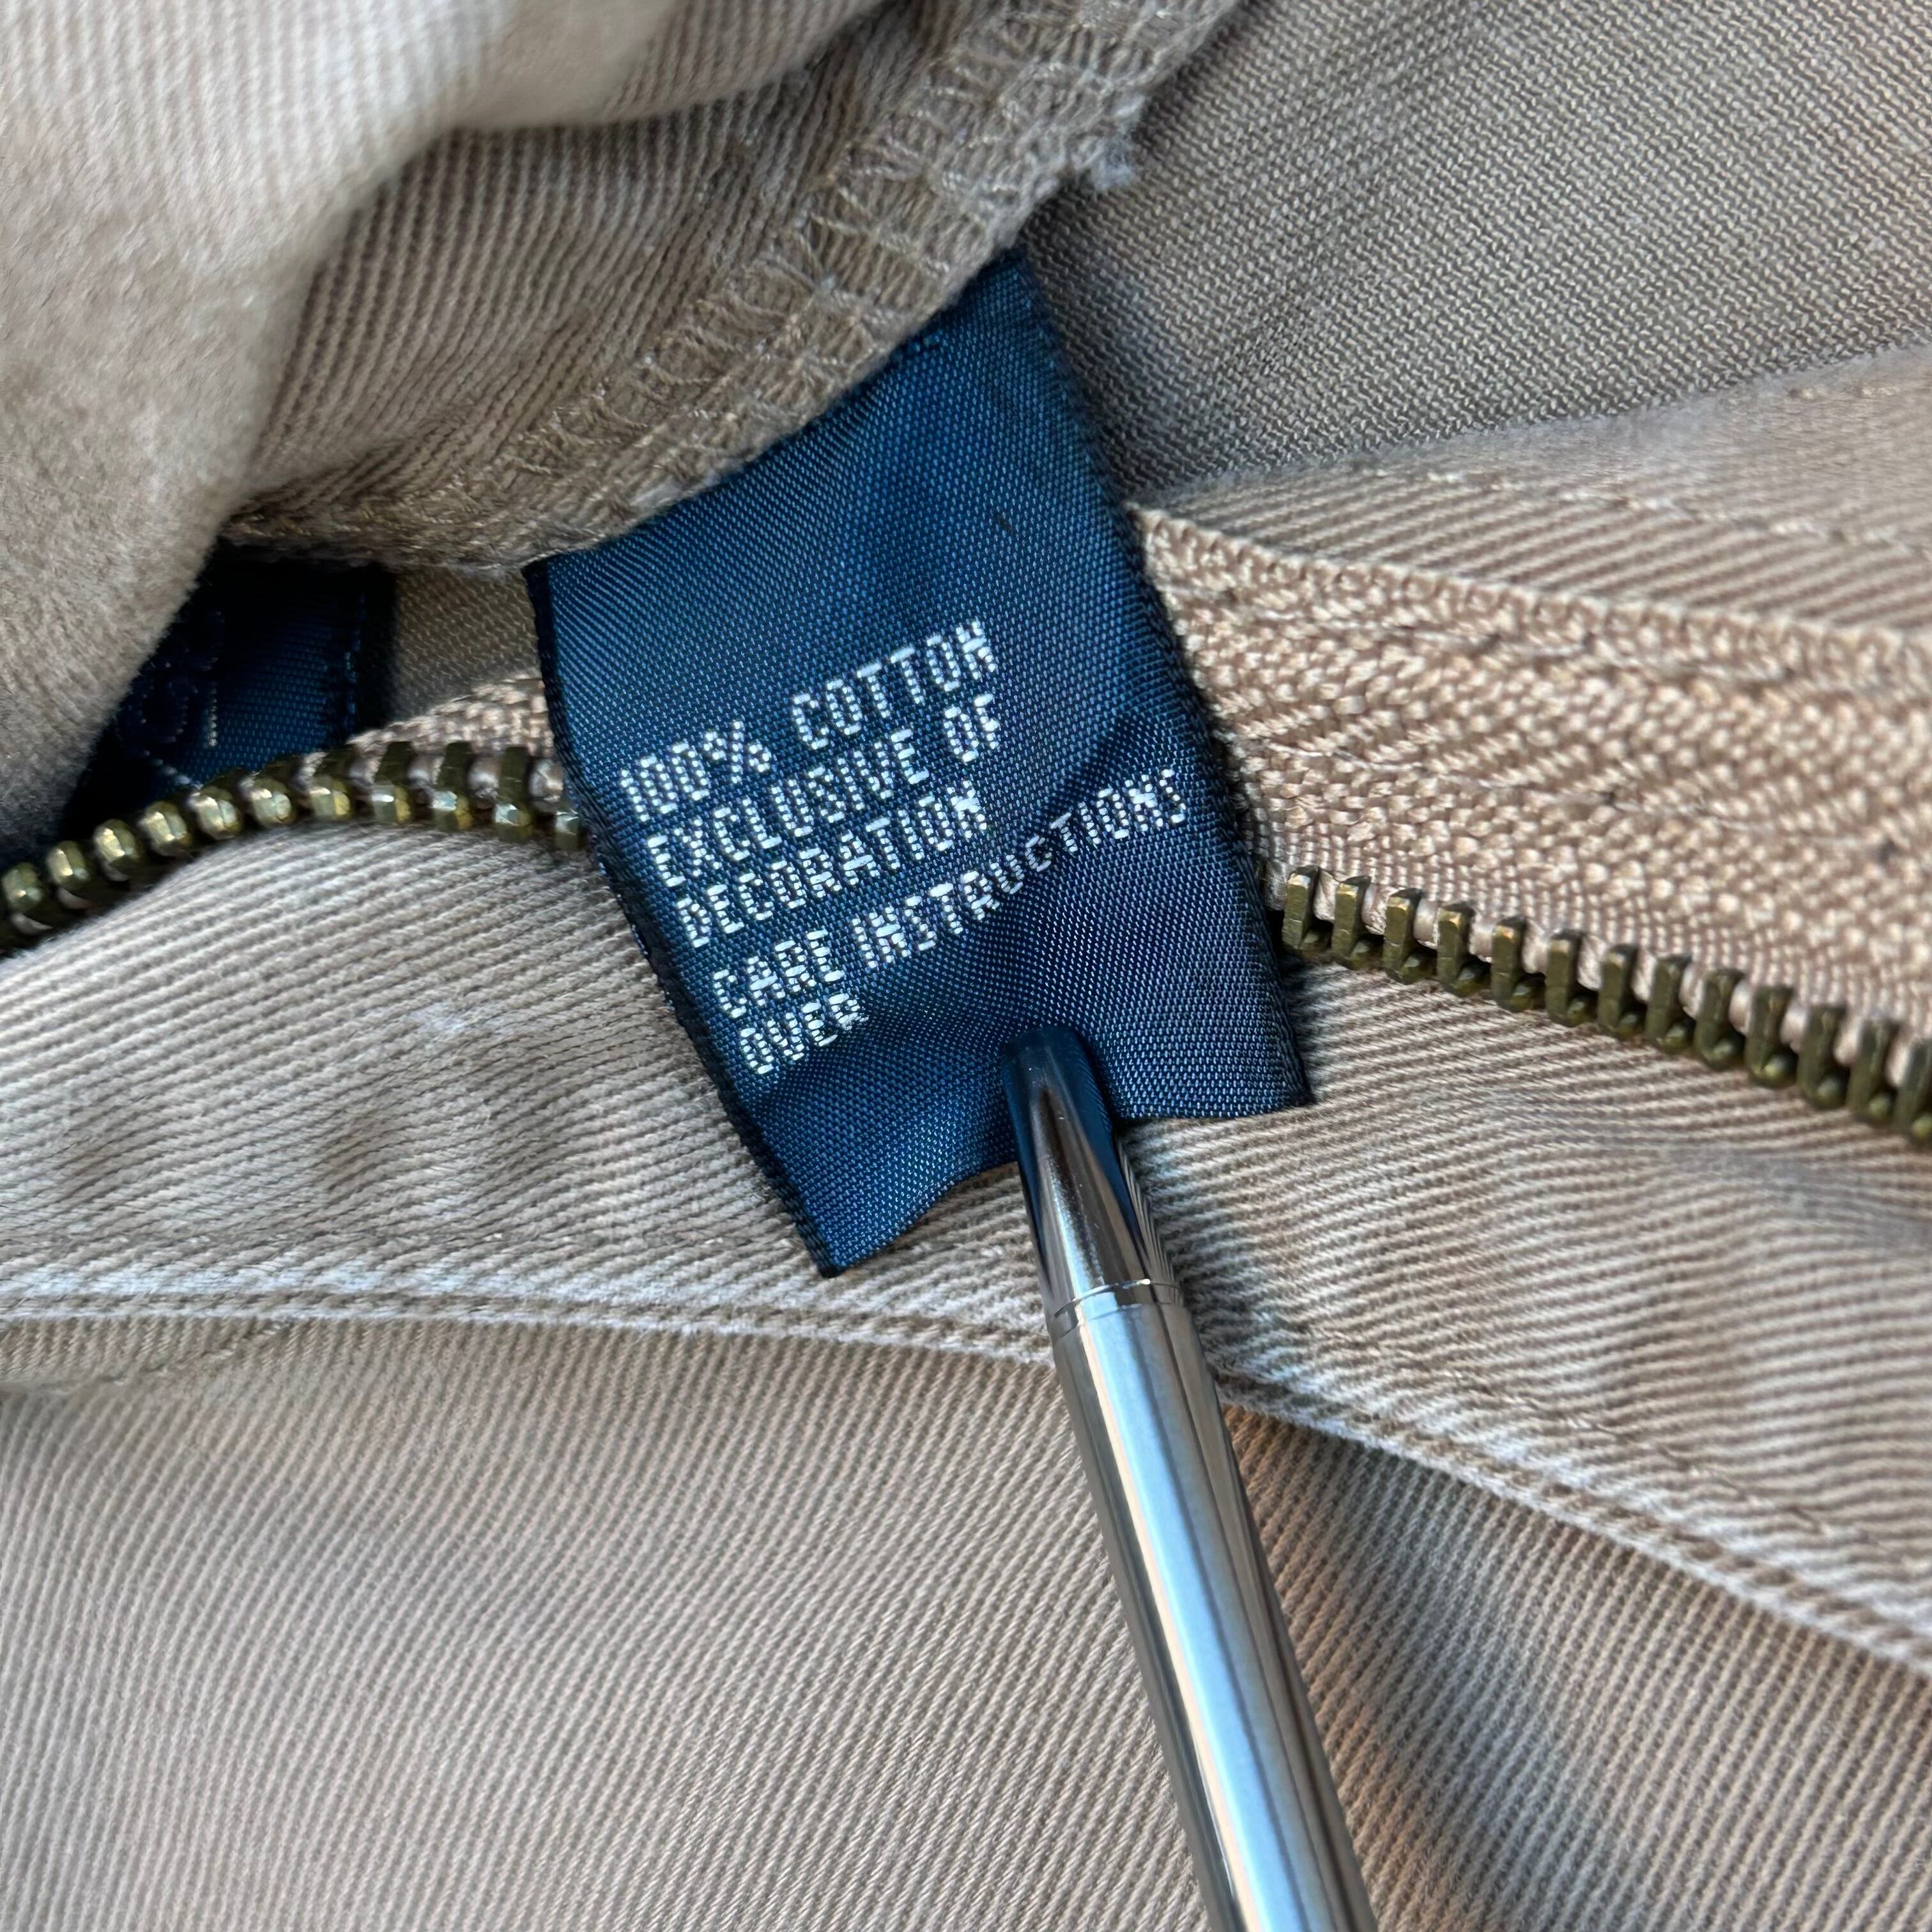 100% COTTON
EXCLUSIVE OF
DECORATION
CARE INSTRUCTIONS
OVER